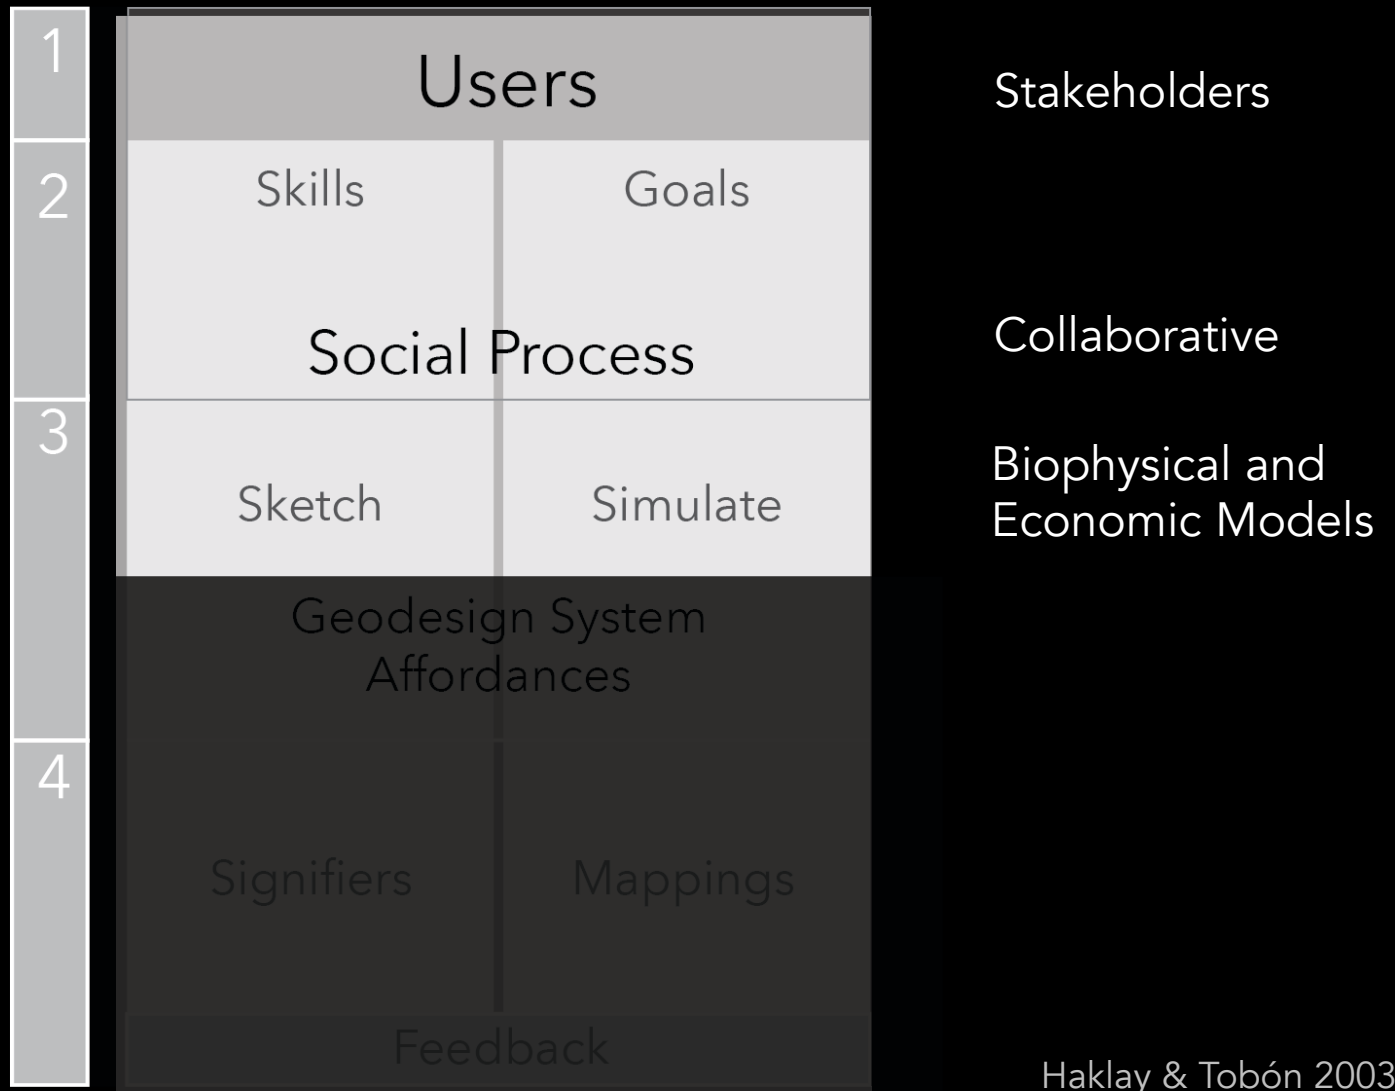 1
Users
Stakeholders
2
Skills
Goals
Social Process
Collaborative
3
Sketch
Simulate
Biophysical and
Economic Models
Geodesign System
Affordances
4
Signifiers
Mappings
Feedback
Haklay & Tobón 2003